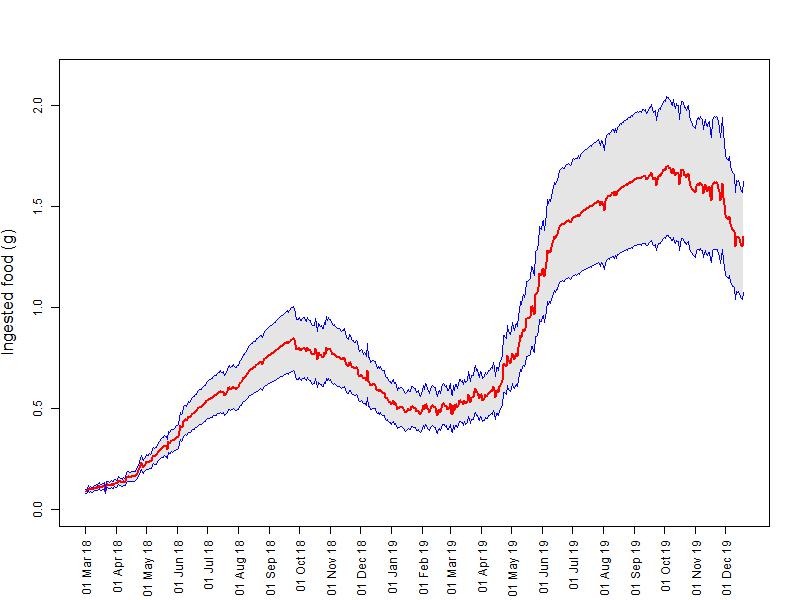 Ingested food (g)
2.0
1.5
1.0
0.5
0.0
01 Mar 18
01 Apr 18
01 May 18
01 Jun 18
01 Jul 18
01 Aug 18
01 Sep 18
01 Oct 18
01 Nov 18
01 Dec 18
01 Jan 19
01 Feb 19
01 Mar 19
01 Apr 19
01 May 19
01 Jun 19
01 Jul 19
01 Aug 19
01 Sep 19
01 Oct 19
01 Nov 19
01 Dec 19